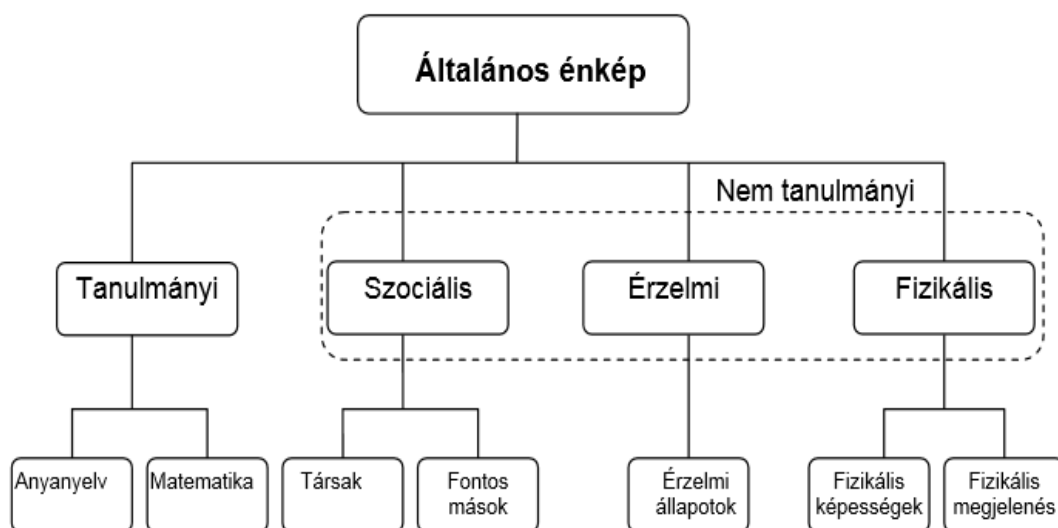 Általános énkép
Nem tanulmányi
Tanulmányi
Szociális
Érzelmi
Fizikális
Anyanyelv
Matematika
Társak
Fontos
mások
Érzelmi
állapotok
Fizikális
képességek
Fizikális
megjelenés